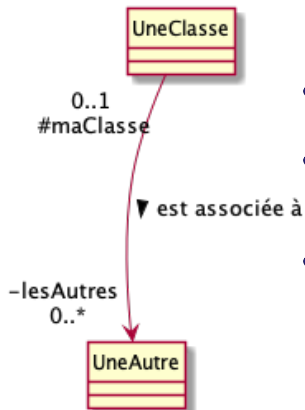 UneClasse
0..1
#maClasse
est associée à
-lesAutres
0..*
UneAutre